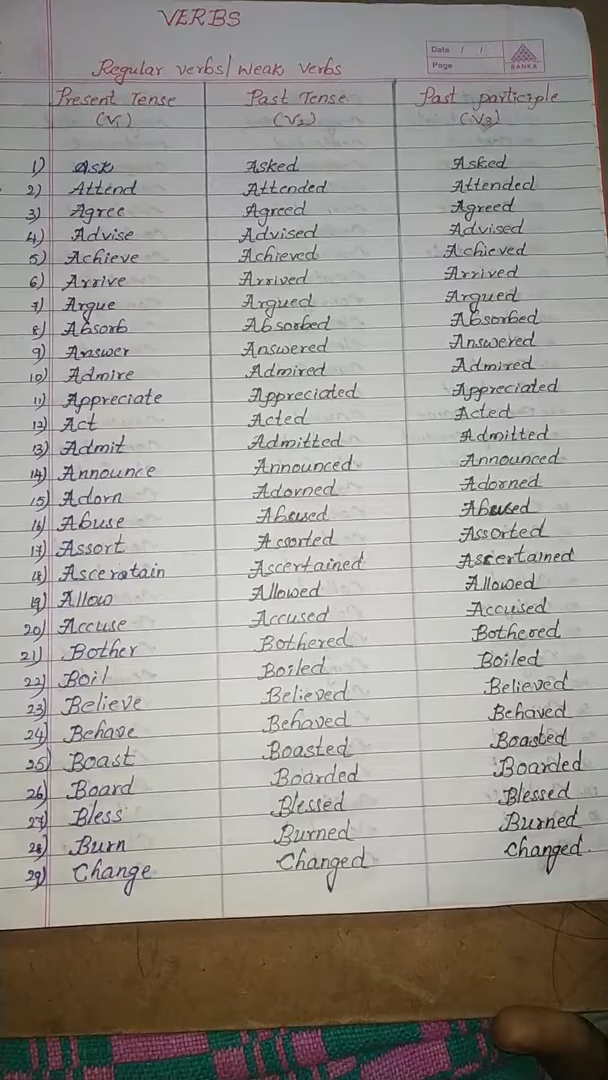 VERBS
Date / /
Page
SANKA
Regular verbs/ weak verbs
Present Tense Past Tense Past participle
(V₁) (V₂) (V₃)
1) Ask Asked Asked
2) Attend Attended Attended
3) Agree Agreed Agreed
4) Advise Advised Advised
5) Achieve Achieved Achieved
6) Arrive Arrived Arrived
7) Argue Argued Argued
8) Absorb Absorbed Absorbed
9) Answer Answered Answered
10) Admire Admired Admired
11) Appreciate Appreciated Appreciated
12) Act Acted Acted
13) Admit Admitted Admitted
14) Announce Announced Announced
15) Adorn Adorned Adorned
16) Abuse Abused Abused
17) Assort Assorted Assorted
18) Asceratain Ascertained Ascertained
19) Allow Allowed Allowed
20) Accuse Accused Accused
21) Bother Bothered Bothered
22) Boil Boiled Boiled
23) Believe Believed Believed
24) Behave Behaved Behaved
25) Boast Boasted Boasted
26) Board Boarded Boarded
27) Bless Blessed Blessed
28) Burn Burned Burned
29) Change Changed changed